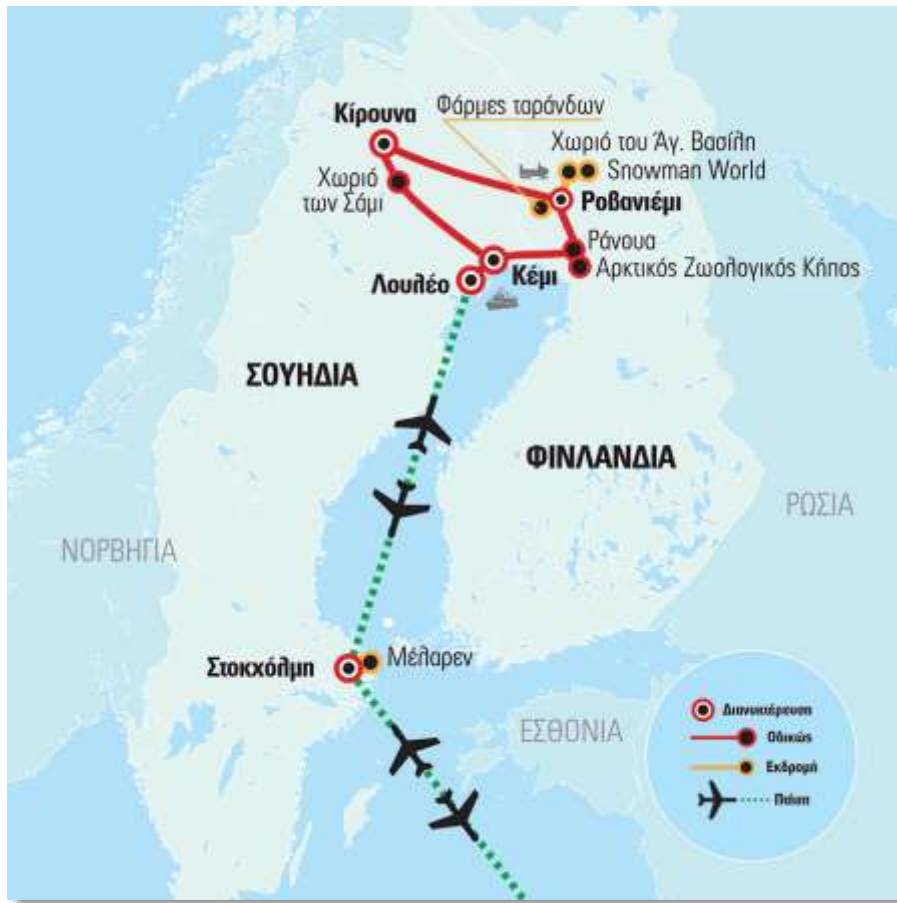 Φάρμες ταράνδων
Κίρουνα
Χωριό του Άγ. Βασίλη
Snowman World
Χωριό
των Σάμι
Ροβανιέμι
Ράνουα
Αρκτικός Ζωολογικός Κήπος
Κέμι
Λουλέο
ΣΟΥΗΔΙΑ
ΦΙΝΛΑΝΔΙΑ
ΡΩΣΙΑ
ΝΟΡΒΗΓΙΑ
Στοκχόλμη
Μέλαρεν
ΕΣΘΟΝΙΑ
Διανυκτέρευση
Οδικώς
Εκδρομή
Πτήση